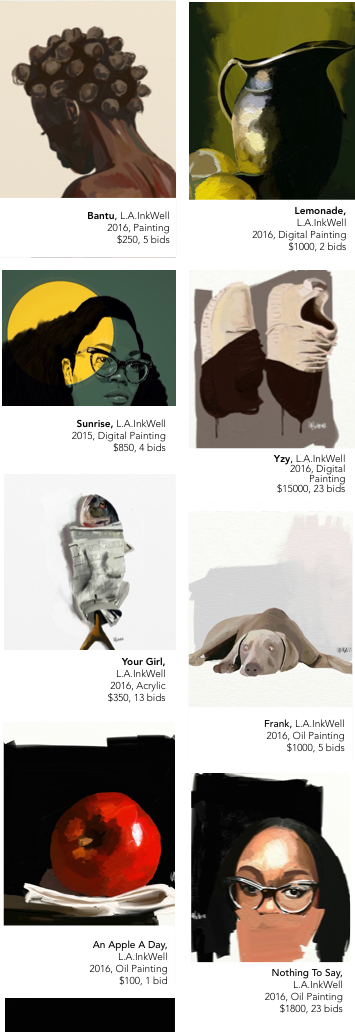 Bantu, L.A.InkWell
2016, Painting
$250, 5 bids
Lemonade,
L.A.InkWell
2016, Digital Painting
$1000, 2 bids
Sunrise, L.A.InkWell
2015, Digital Painting
$850, 4 bids
Yzy, L.A.InkWell
2016, Digital
Painting
$15000, 23 bids
Your Girl,
L.A.InkWell
2016, Acrylic
$350, 13 bids
Frank, L.A.InkWell
2016, Oil Painting
$1000, 5 bids
An Apple A Day,
L.A.InkWell
2016, Oil Painting
$100, 1 bid
Nothing To Say,
L.A.InkWell
2016, Oil Painting
$1800, 23 bids